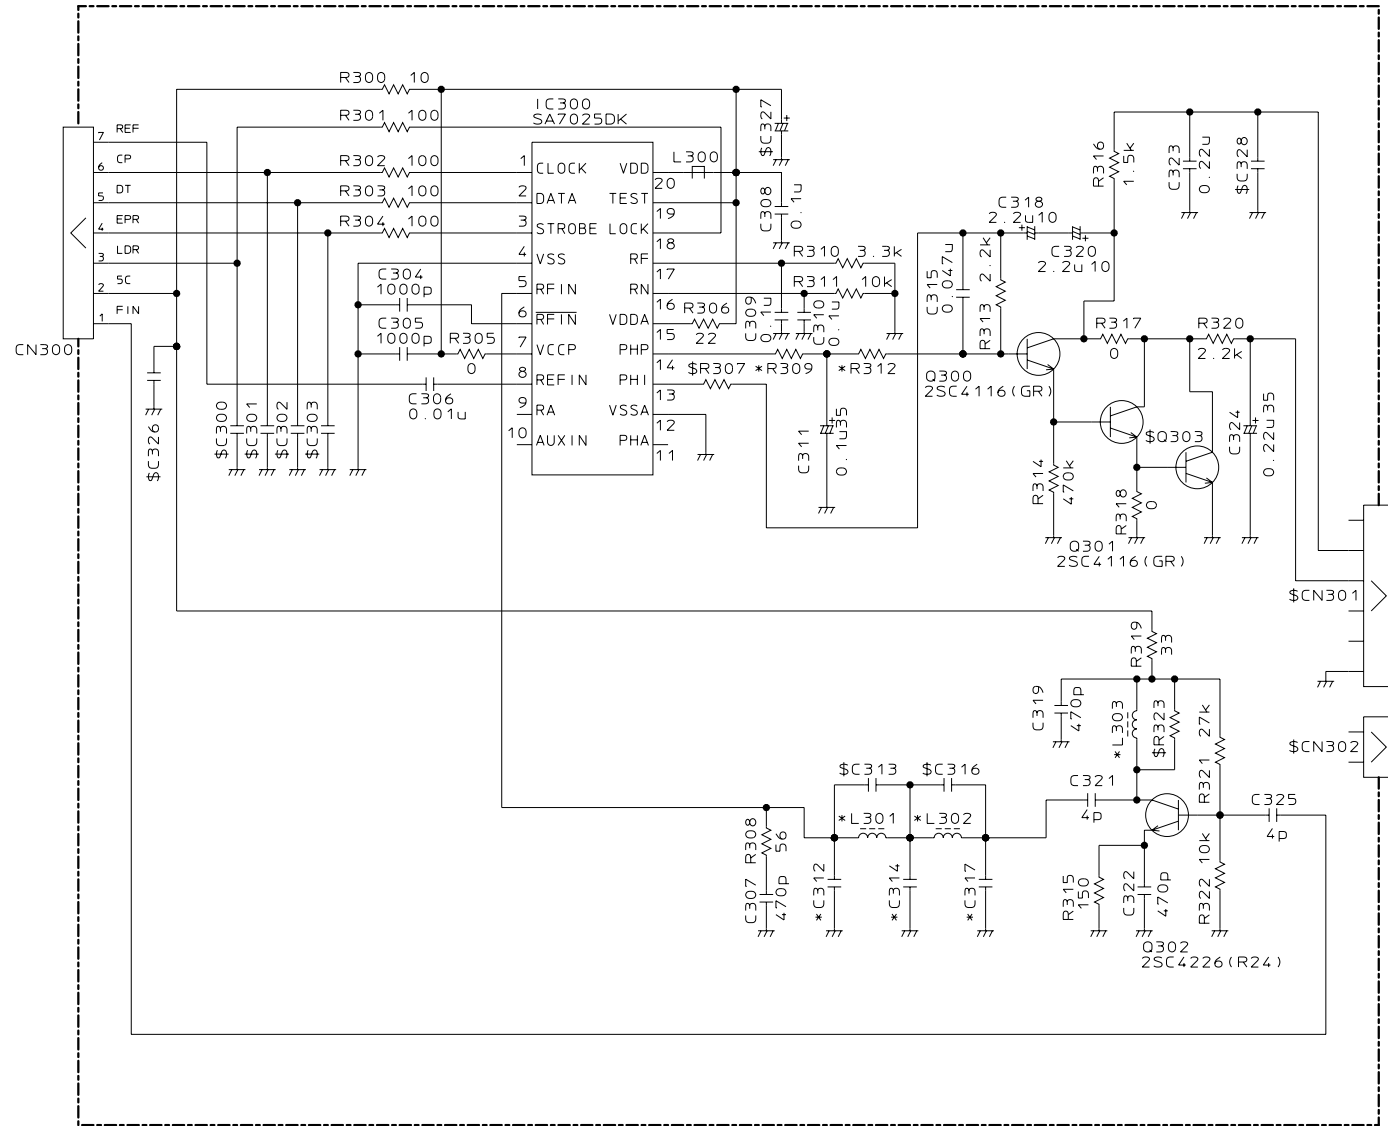 R300 10
IC300
SA7025DK
$C327
R301 100
7 REF
6 CP
5 DT
4 EPR
3 LDR
2 5C
1 FIN
CN300
R302 100
R303 100
R304 100
1 CLOCK
2 DATA
3 STROBE
4 VSS
5 RFIN
6 RFIN
7 VCCP
8 REFIN
9 RA
10 AUXIN
VDD 20
TEST 19
LOCK 18
RF 17
RN 16
VDDA 15
PHP 14
PHI 13
VSSA 12
PHA 11
L300
C308 0.1u
R316 1.5k
C323 0.22u
$C328
C318
2.2u10
C320
2.2u10
R310 3.3k
R311 10k
C309 0.1u
C310 0.1u
R306
22
C315 0.047u
R313 2.2k
C304
1000p
C305
1000p
R305
0
C306
0.01u
$R307
*R309
*R312
C311 0.1u35
Q300
2SC4116(GR)
R317
0
R320
2.2k
$Q303
C324 0.22u35
R314 470k
R318 0
Q301
2SC4116(GR)
$C326
$C300
$C301
$C302
$C303
$CN301
$CN302
R319 33
C319 470p
*L303
$R323
R321 27k
C321
4p
C325
4p
$C313
$C316
*L301
*L302
R308 56
C307 470p
*C312
*C314
*C317
R315 150
C322 470p
R322 10k
Q302
2SC4226(R24)